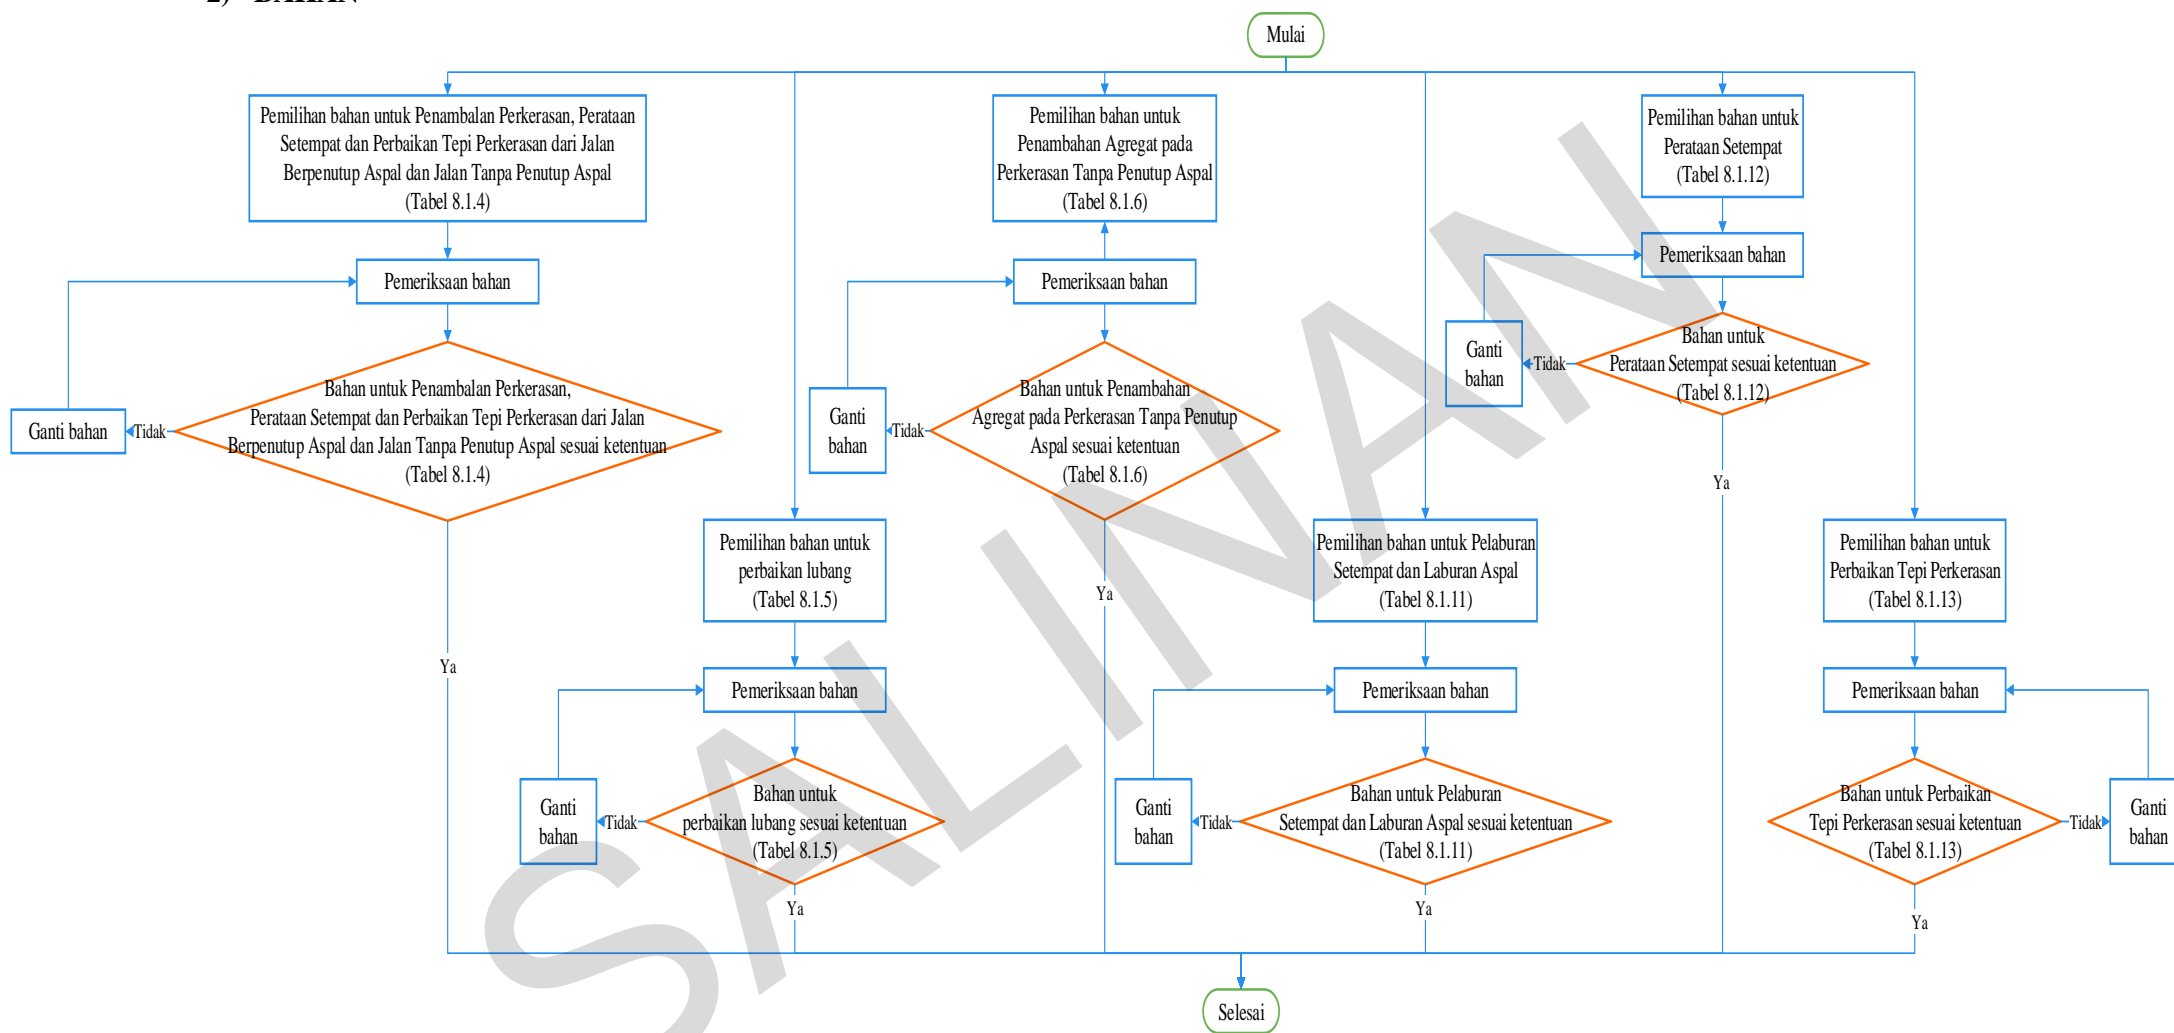 2) BAHAN
Mulai
Pemilihan bahan untuk Penambalan Perkerasan, Perataan
Setempat dan Perbaikan Tepi Perkerasan dari Jalan
Berpenutup Aspal dan Jalan Tanpa Penutup Aspal
(Tabel 8.1.4)
Pemeriksaan bahan
Bahan untuk Penambalan Perkerasan,
Perataan Setempat dan Perbaikan Tepi Perkerasan dari Jalan
Berpenutup Aspal dan Jalan Tanpa Penutup Aspal sesuai ketentuan
(Tabel 8.1.4)
Tidak
Ganti bahan
Ya
Pemilihan bahan untuk
perbaikan lubang
(Tabel 8.1.5)
Pemeriksaan bahan
Bahan untuk
perbaikan lubang sesuai ketentuan
(Tabel 8.1.5)
Tidak
Ganti
bahan
Ya
Pemilihan bahan untuk
Penambahan Agregat pada
Perkerasan Tanpa Penutup Aspal
(Tabel 8.1.6)
Pemeriksaan bahan
Bahan untuk Penambahan
Agregat pada Perkerasan Tanpa Penutup
Aspal sesuai ketentuan
(Tabel 8.1.6)
Tidak
Ganti
bahan
Ya
Pemilihan bahan untuk Pelaburan
Setempat dan Laburan Aspal
(Tabel 8.1.11)
Pemeriksaan bahan
Bahan untuk Pelaburan
Setempat dan Laburan Aspal sesuai ketentuan
(Tabel 8.1.11)
Tidak
Ganti
bahan
Ya
Pemilihan bahan untuk
Perataan Setempat
(Tabel 8.1.12)
Pemeriksaan bahan
Bahan untuk
Perataan Setempat sesuai ketentuan
(Tabel 8.1.12)
Tidak
Ganti
bahan
Ya
Pemilihan bahan untuk
Perbaikan Tepi Perkerasan
(Tabel 8.1.13)
Pemeriksaan bahan
Bahan untuk Perbaikan
Tepi Perkerasan sesuai ketentuan
(Tabel 8.1.13)
Tidak
Ganti
bahan
Ya
Selesai
SALINAN